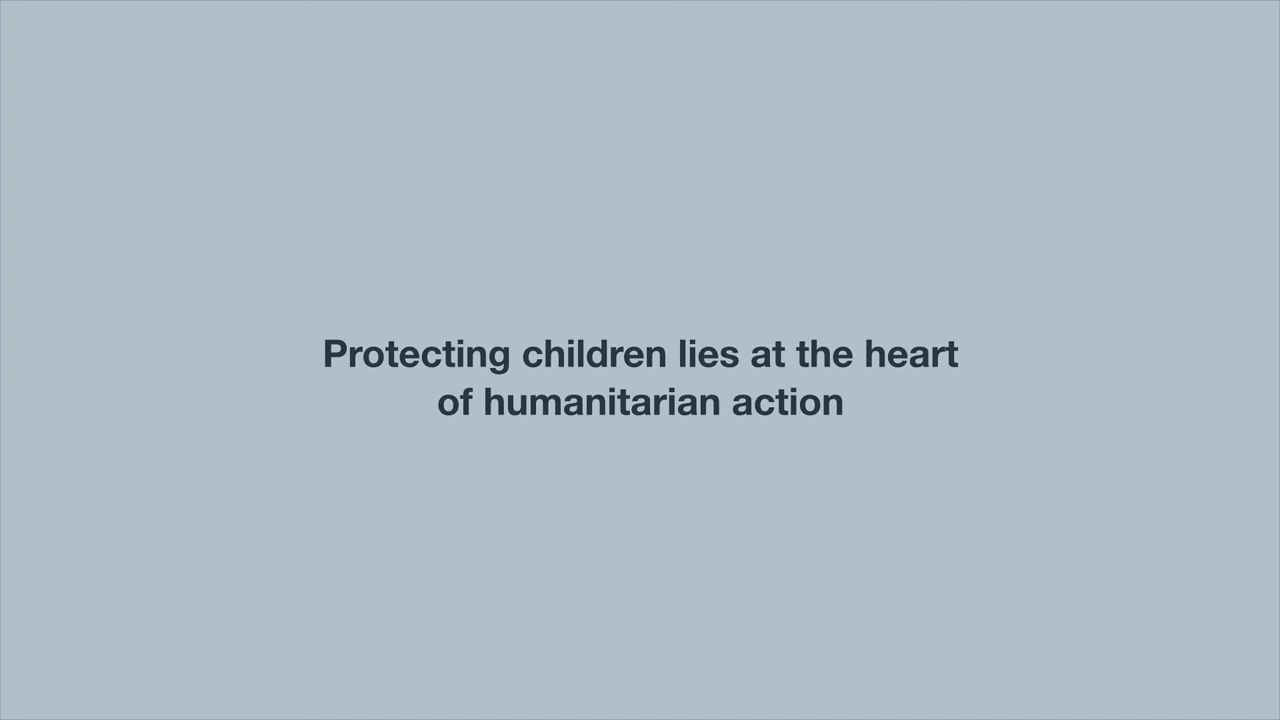 Protecting children lies at the heart
of humanitarian action